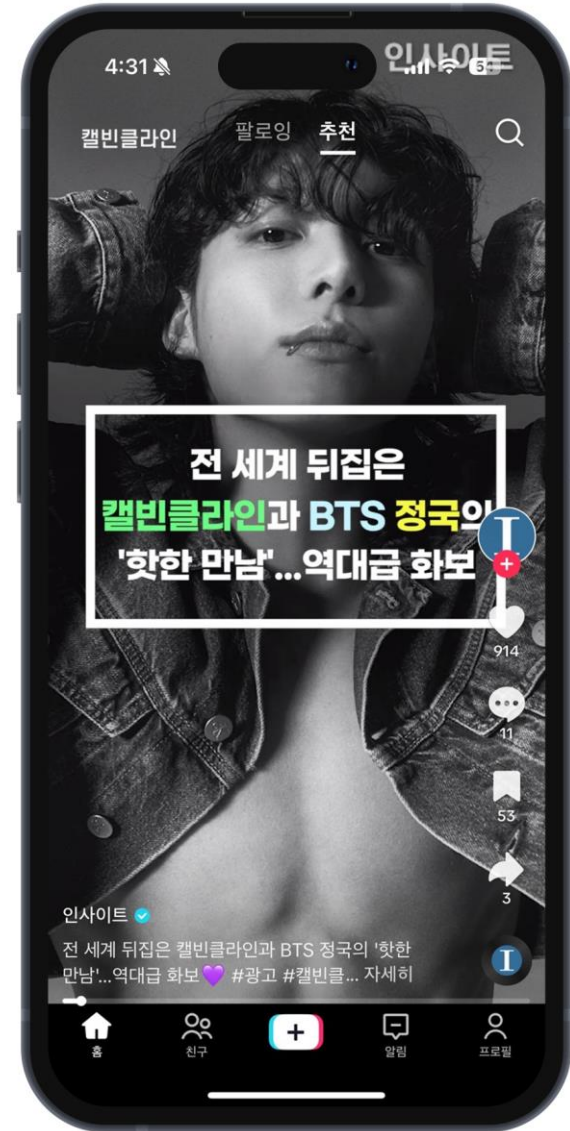 4:31
인사이트
캘빈클라인 팔로잉 추천
전 세계 뒤집은
캘빈클라인과 BTS 정국의
'핫한 만남'...역대급 화보
I
914
11
53
3
인사이트
전 세계 뒤집은 캘빈클라인과 BTS 정국의 '핫한
만남'...역대급 화보💜 #광고 #캘빈클... 자세히
I
홈 친구 알림 프로필